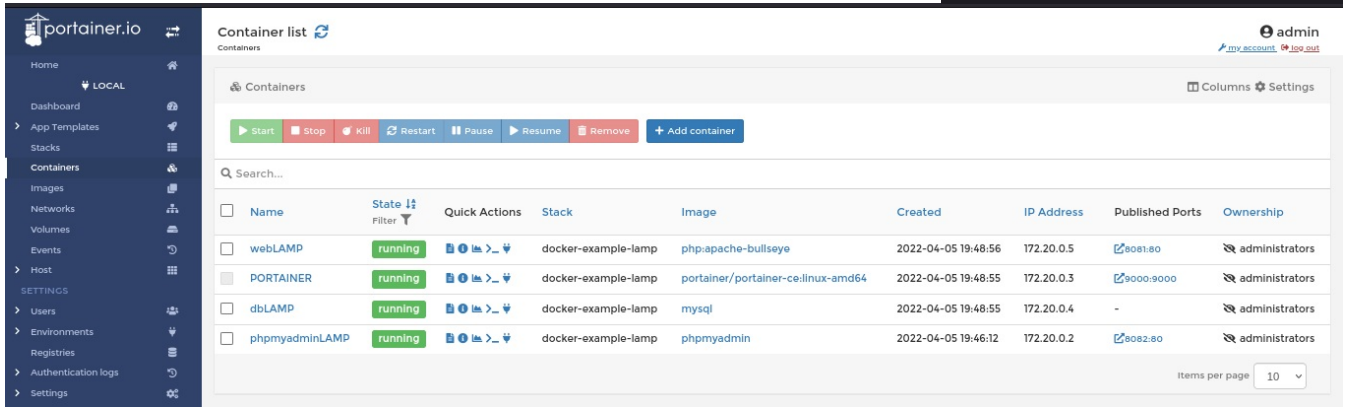 portainer.io
Home
LOCAL
Dashboard
App Templates
Stacks
Containers
Images
Networks
Volumes
Events
Host
SETTINGS
Users
Environments
Registries
Authentication logs
Settings
Container list
Containers
admin
my account log out
Containers
Columns Settings
Start Stop Kill Restart Pause Resume Remove + Add container
Search...
Name State Filter Quick Actions Stack Image Created IP Address Published Ports Ownership
webLAMP running docker-example-lamp php:apache-bullseye 2022-04-05 19:48:56 172.20.0.5 8081:80 administrators
PORTAINER running docker-example-lamp portainer/portainer-ce:linux-amd64 2022-04-05 19:48:55 172.20.0.3 9000:9000 administrators
dbLAMP running docker-example-lamp mysql 2022-04-05 19:48:55 172.20.0.4 - administrators
phpmyadminLAMP running docker-example-lamp phpmyadmin 2022-04-05 19:46:12 172.20.0.2 8082:80 administrators
Items per page 10